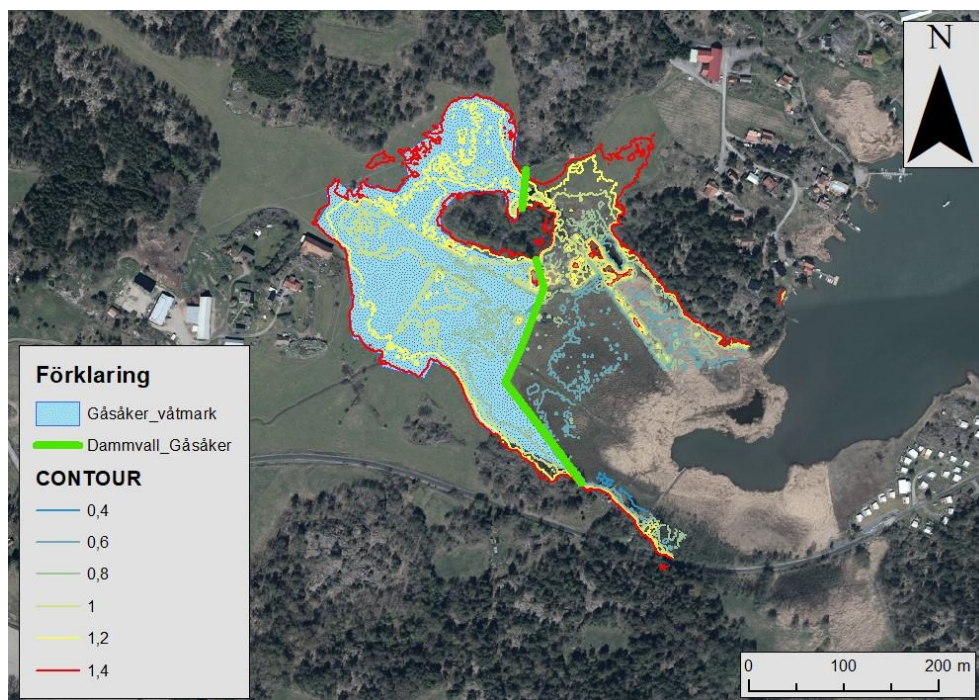 N
Förklaring
Gåsåker_våtmark
Dammvall_Gåsåker
CONTOUR
0,4
0,6
0,8
1
1,2
1,4
0 100 200 m